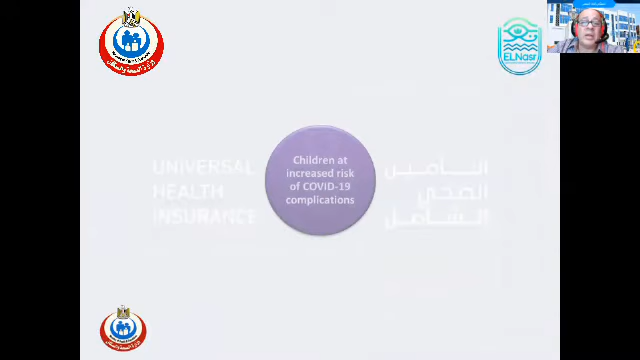 ELNasr
UNIVERSAL
HEALTH
INSURANCE
Children at
increased risk
of COVID-19
complications
التأمين
الصحي
الشامل